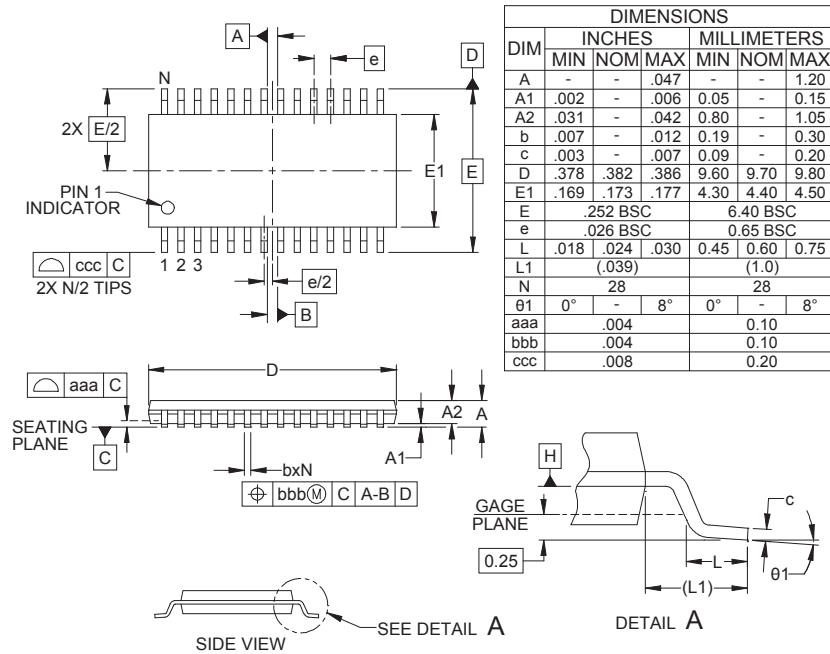 A
e
D
N
2X E/2
E1
E
PIN 1
INDICATOR
ccc C
1 2 3
2X N/2 TIPS
e/2
B
DIMENSIONS
DIM INCHES MILLIMETERS
MIN NOM MAX MIN NOM MAX
A - - .047 - - 1.20
A1 .002 - .006 0.05 - 0.15
A2 .031 - .042 0.80 - 1.05
b .007 - .012 0.19 - 0.30
c .003 - .007 0.09 - 0.20
D .378 .382 .386 9.60 9.70 9.80
E1 .169 .173 .177 4.30 4.40 4.50
E .252 BSC 6.40 BSC
e .026 BSC 0.65 BSC
L .018 .024 .030 0.45 0.60 0.75
L1 (.039) (1.0)
N 28 28
θ1 0° - 8° 0° - 8°
aaa .004 0.10
bbb .004 0.10
ccc .008 0.20
D
aaa C
A2 A
SEATING
PLANE
C
A1
bxN
⌖ bbbⓂ C A-B D
H
GAGE
PLANE
c
0.25
L
(L1)
θ1
SEE DETAIL A
SIDE VIEW
DETAIL A